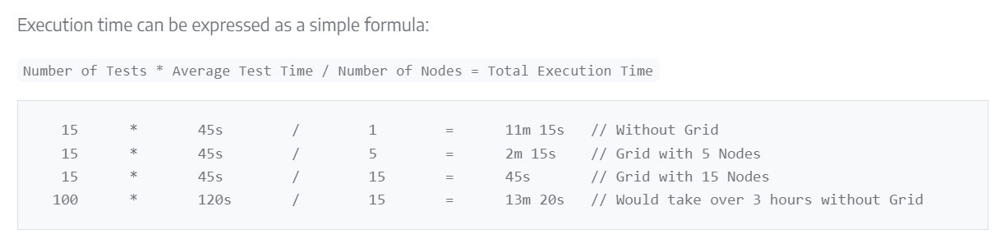 Execution time can be expressed as a simple formula:
Number of Tests * Average Test Time / Number of Nodes = Total Execution Time
15 * 45s / 1 = 11m 15s // Without Grid
15 * 45s / 5 = 2m 15s // Grid with 5 Nodes
15 * 45s / 15 = 45s // Grid with 15 Nodes
100 * 120s / 15 = 13m 20s // Would take over 3 hours without Grid